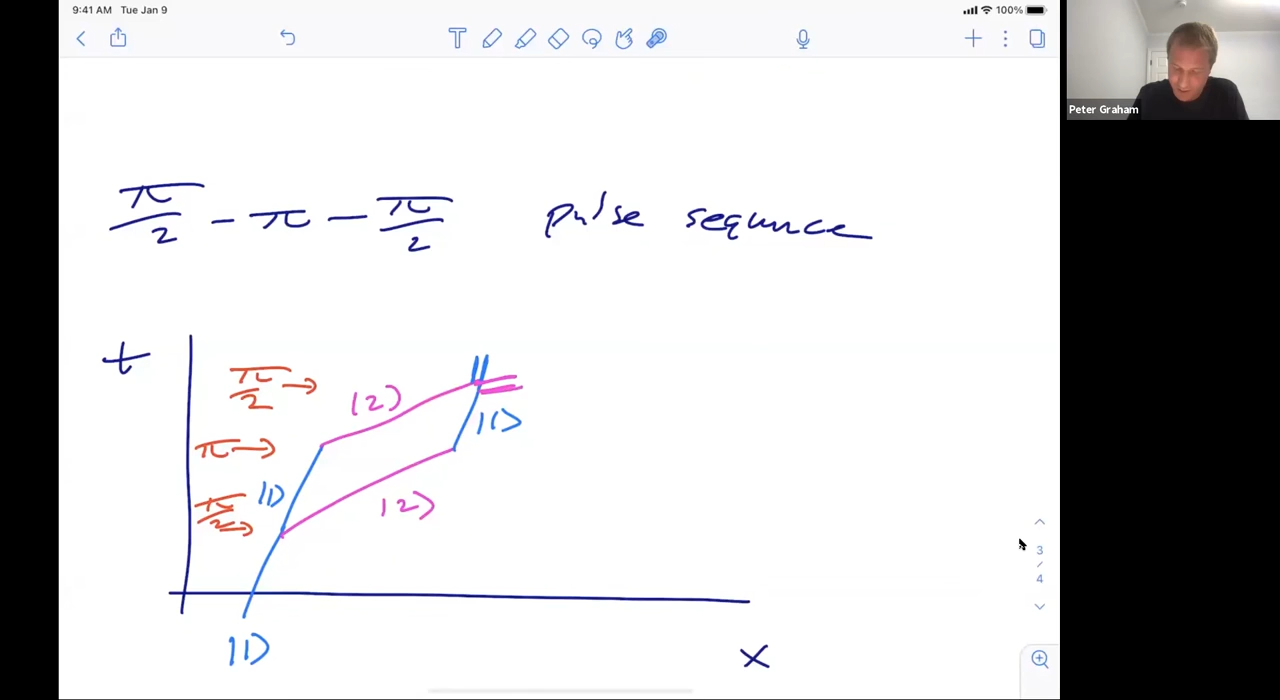 9:41 AM Tue Jan 9
100%
Peter Graham
π/2 - π - π/2 pulse sequnce
t
π/2 →
|2⟩
|1⟩
π →
|1⟩
π/2 →
|2⟩
3
/
4
|1⟩
x